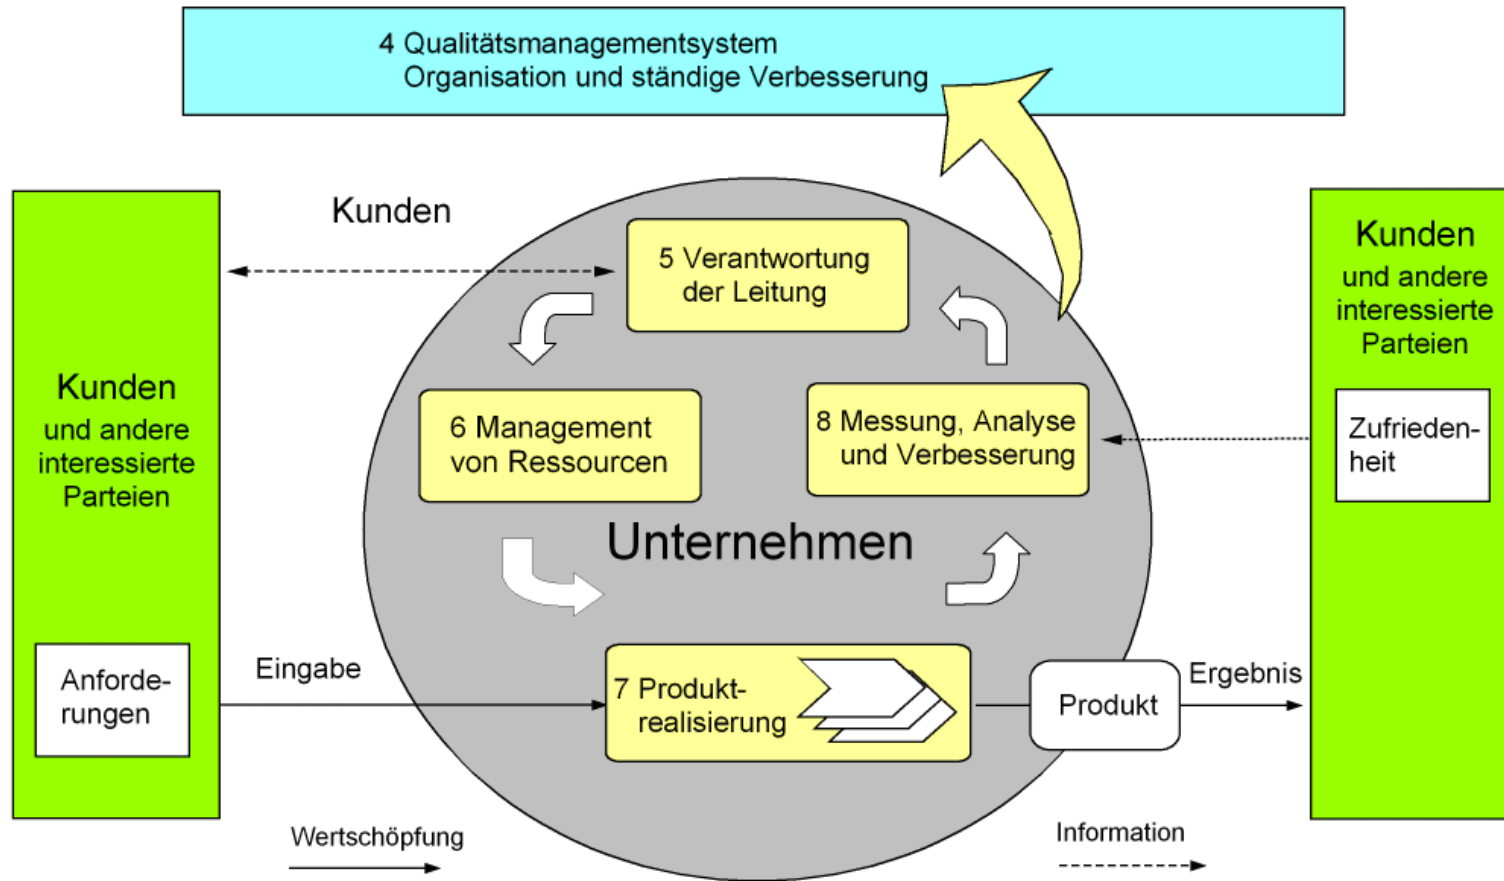 4 Qualitätsmanagementsystem
Organisation und ständige Verbesserung
Kunden
und andere
interessierte
Parteien
Anforde-
rungen
Kunden
Eingabe
5 Verantwortung
der Leitung
6 Management
von Ressourcen
8 Messung, Analyse
und Verbesserung
Unternehmen
7 Produkt-
realisierung
Produkt
Ergebnis
Kunden
und andere
interessierte
Parteien
Zufrieden-
heit
Wertschöpfung
Information